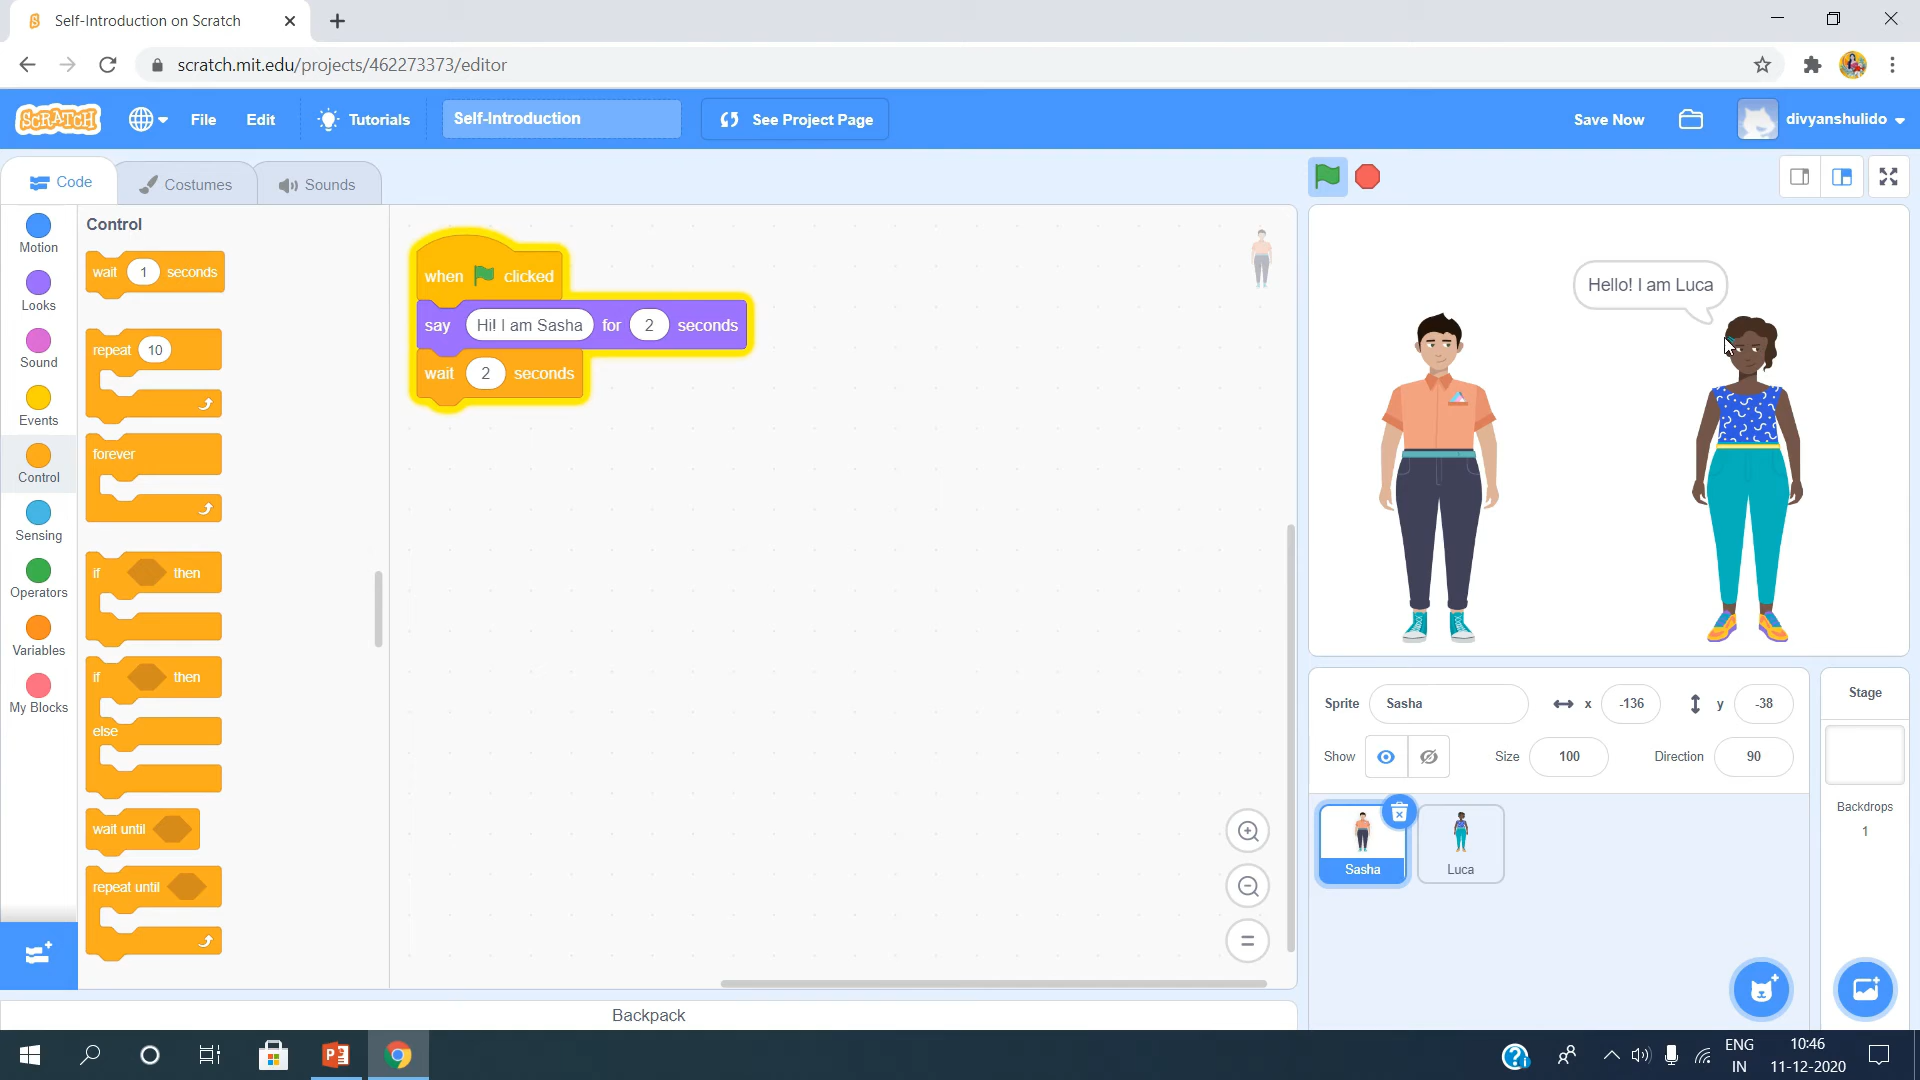 Self-Introduction on Scratch
scratch.mit.edu/projects/462273373/editor
SCRATCH
File
Edit
Tutorials
Self-Introduction
See Project Page
Save Now
divyanshulido
Code
Costumes
Sounds
Motion
Looks
Sound
Events
Control
Sensing
Operators
Variables
My Blocks
Control
wait 1 seconds
repeat 10
forever
if then
if then
else
wait until
repeat until
when clicked
say Hi! I am Sasha for 2 seconds
wait 2 seconds
Backpack
Hello! I am Luca
Sprite Sasha x -136 y -38
Show Size 100 Direction 90
Sasha
Luca
Stage
Backdrops
1
ENG
IN
10:46
11-12-2020